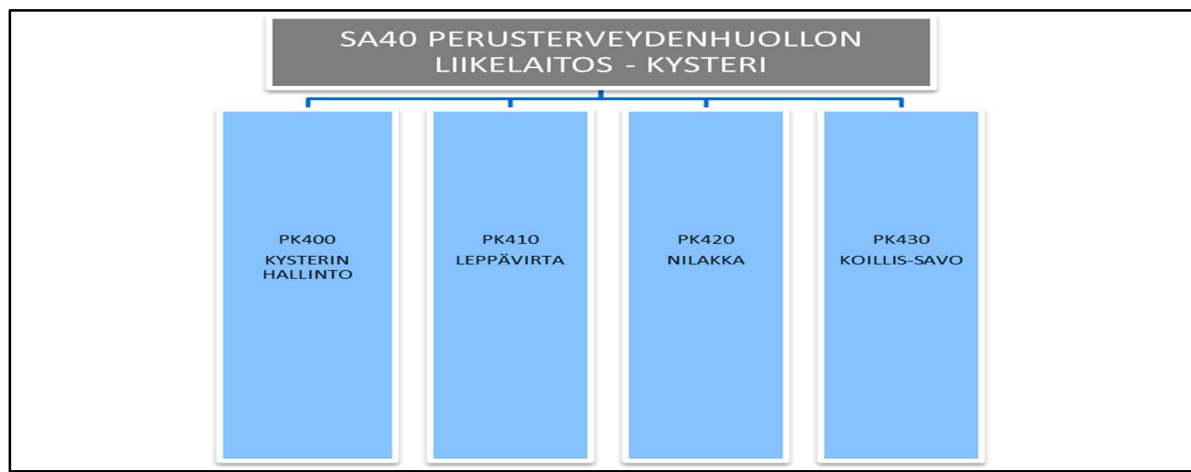 SA40 PERUSTERVEYDENHUOLLON
LIIKELAITOS - KYSTERI
PK400
KYSTERIN
HALLINTO
PK410
LEPPÄVIRTA
PK420
NILAKKA
PK430
KOILLIS-SAVO